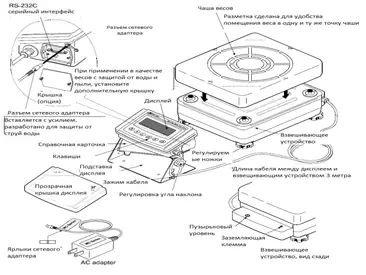 RS-232C
серийный интерфейс
Разъем сетевого
адаптера
Чаша весов
Разметка сделана для удобства
помещения веса в одну и ту же точку чаши
При применении в качестве
весов с защитой от воды и
пыли, установите
дополнительную крышку
Крышка
(опция)
Дисплей
Разъем сетевого адаптера
Вставляется с усилием,
разработано для защиты от
струй воды
Справочная карточка
Регулируем
ые ножки
Взвешивающее
устройство
Клавиши
Подставка
дисплея
Зажим кабеля
Регулировка угла наклона
Длина кабеля между дисплеем и
взвешивающим устройством 3 метра
Прозрачная
крышка дисплея
Пузырьковый
уровень
Заземляющая
клемма
Взвешивающее
устройство, вид сзади
Ярлыки сетевого
адаптера
AC adapter